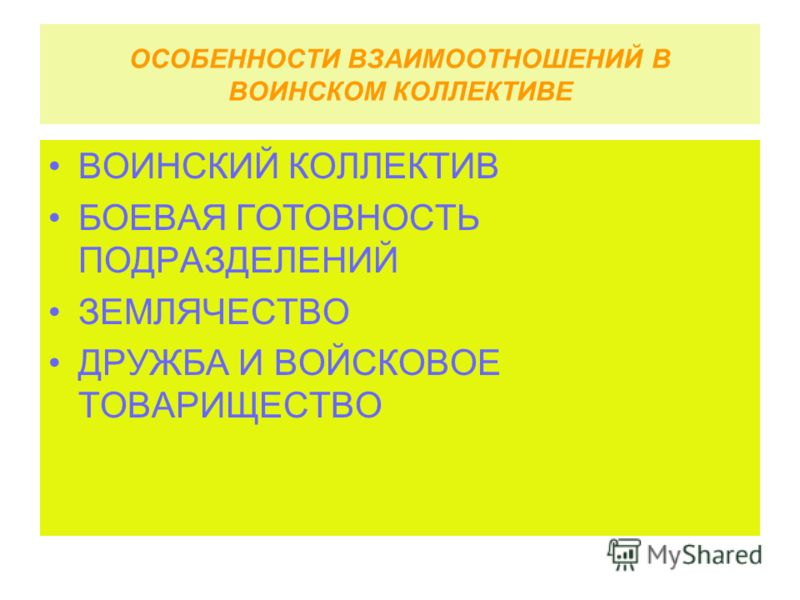 ОСОБЕННОСТИ ВЗАИМООТНОШЕНИЙ В
ВОИНСКОМ КОЛЛЕКТИВЕ
• ВОИНСКИЙ КОЛЛЕКТИВ
• БОЕВАЯ ГОТОВНОСТЬ
ПОДРАЗДЕЛЕНИЙ
• ЗЕМЛЯЧЕСТВО
• ДРУЖБА И ВОЙСКОВОЕ
ТОВАРИЩЕСТВО
MyShared